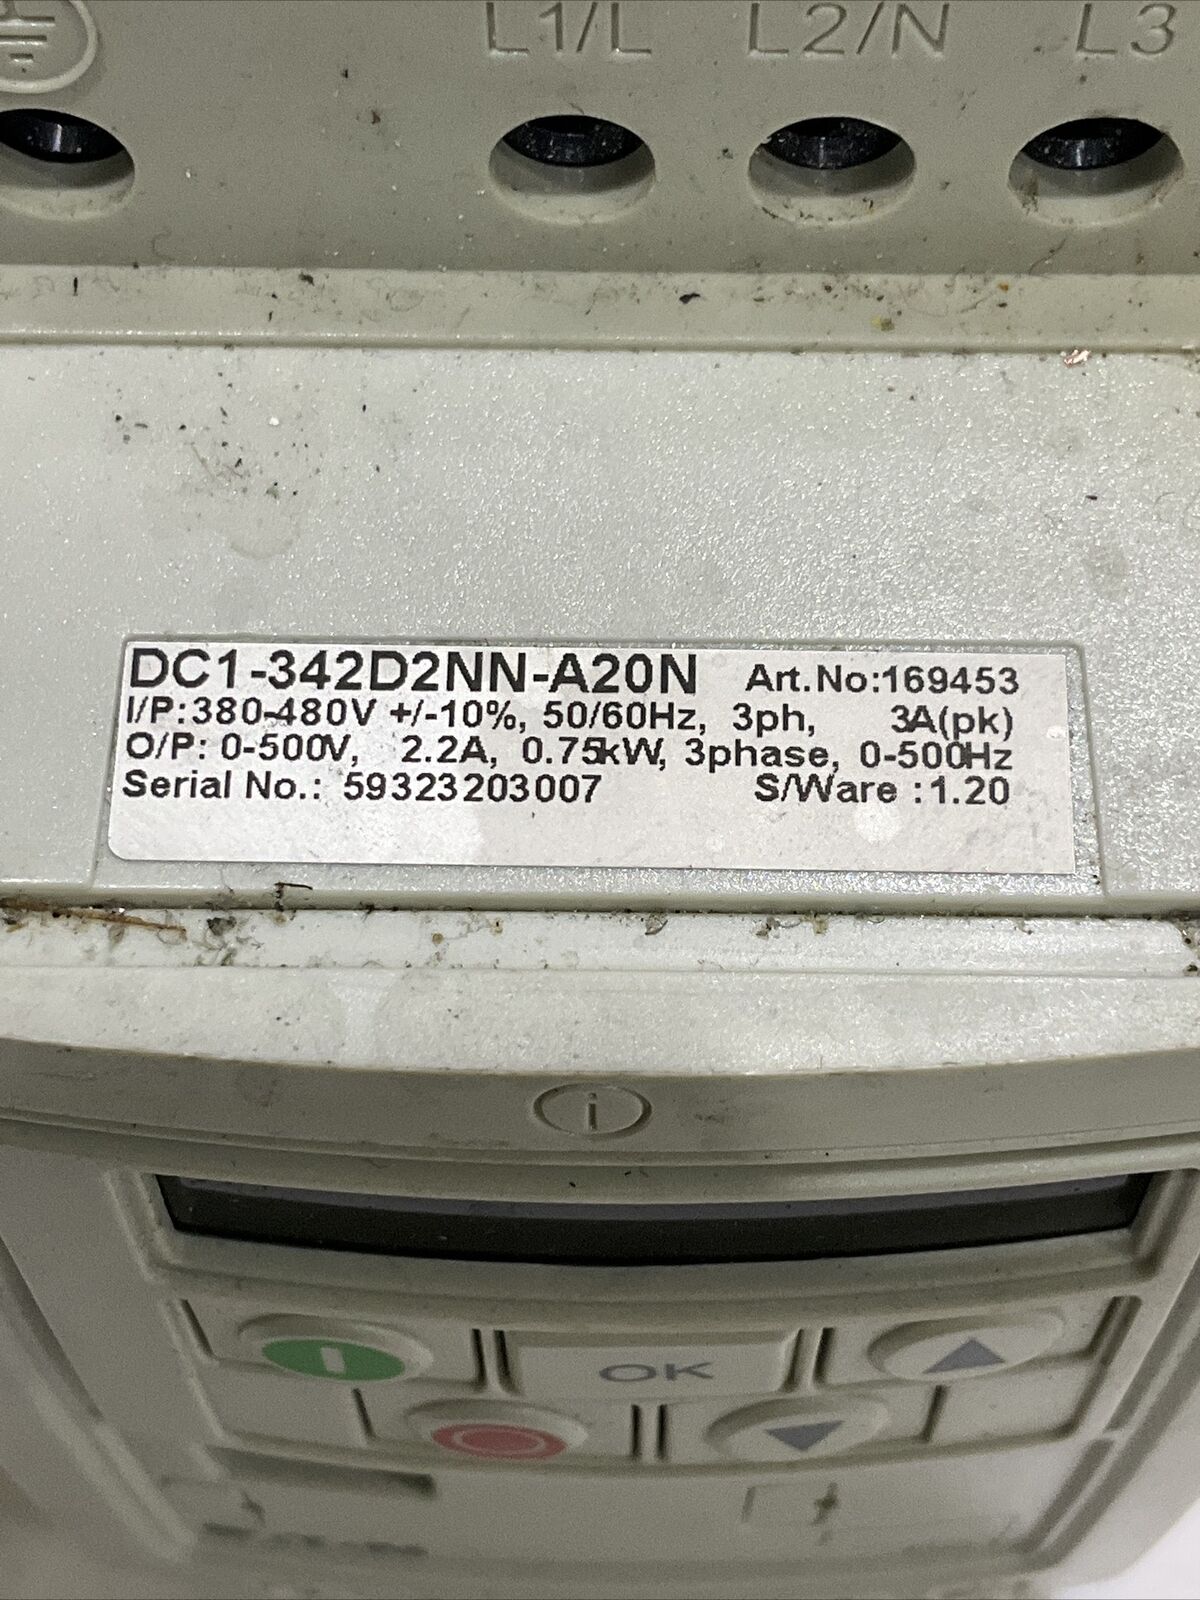 L1/L L2/N L3
DC1-342D2NN-A20N Art.No:169453
I/P:380-480V +/-10%, 50/60Hz, 3ph, 3A(pk)
O/P: 0-500V, 2.2A, 0.75kW, 3phase, 0-500Hz
Serial No.: 59323203007 S/Ware :1.20
i
OK